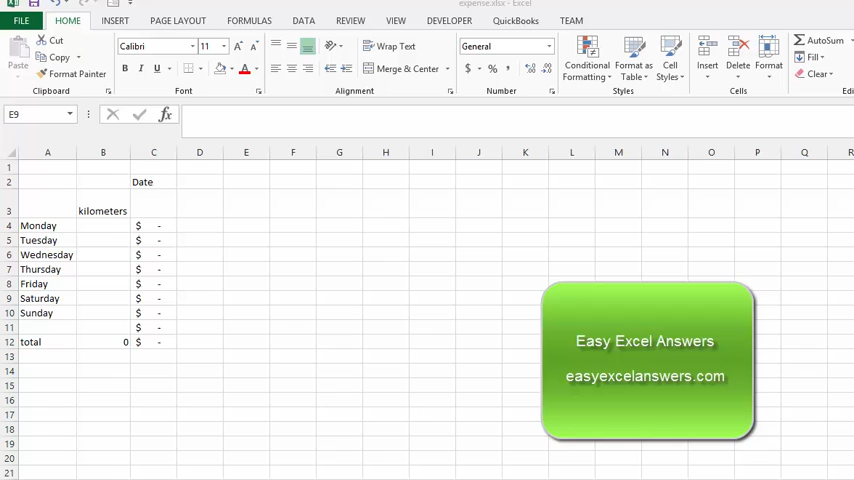 expense.xlsx - Excel
FILE HOME INSERT PAGE LAYOUT FORMULAS DATA REVIEW VIEW DEVELOPER QuickBooks TEAM
Paste
Cut
Copy
Format Painter
Clipboard
Calibri 11
B I U
Font
Wrap Text
Merge & Center
Alignment
General
$ % ,
Number
Conditional Formatting
Format as Table
Cell Styles
Styles
Insert Delete Format
Cells
AutoSum
Fill
Clear
E9 fx
A B C D E F G H I J K L M N O P Q R
1
2 Date
3 kilometers
4 Monday $ -
5 Tuesday $ -
6 Wednesday $ -
7 Thursday $ -
8 Friday $ -
9 Saturday $ -
10 Sunday $ -
11 $ -
12 total 0 $ -
13
14
15
16
17
18
19
20
21
Easy Excel Answers
easyexcelanswers.com